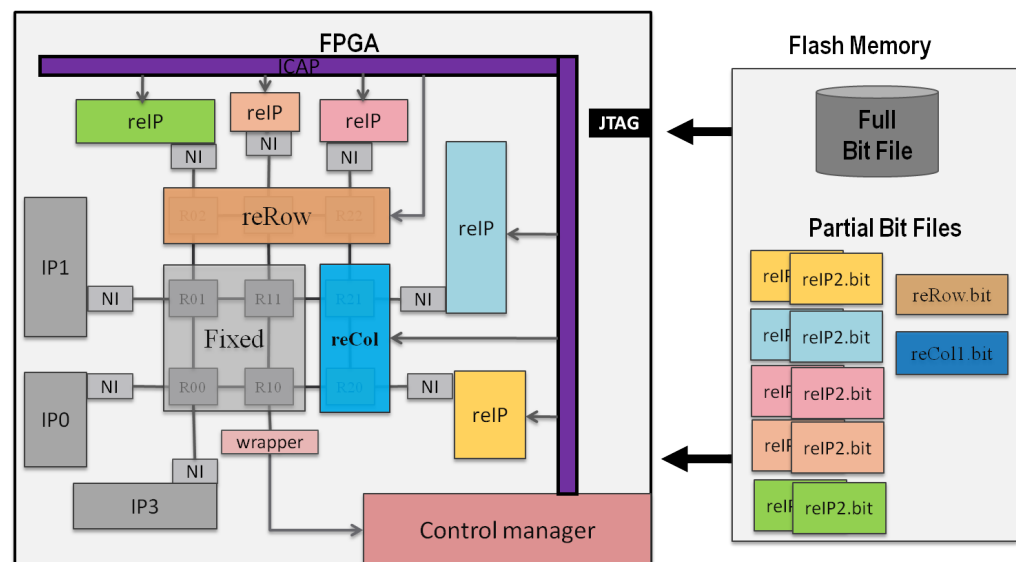 FPGA
ICAP
reIP
reIP
reIP
NI
NI
NI
R02
reRow
R22
reIP
IP1
NI
R01
R11
R21
NI
Fixed
reCol
IP0
NI
R00
R10
R20
NI
reIP
wrapper
NI
IP3
Control manager
JTAG
Flash Memory
Full
Bit File
Partial Bit Files
reIP2.bit
reIP2.bit
reIP2.bit
reIP2.bit
reIP2.bit
reRow.bit
reCol1.bit